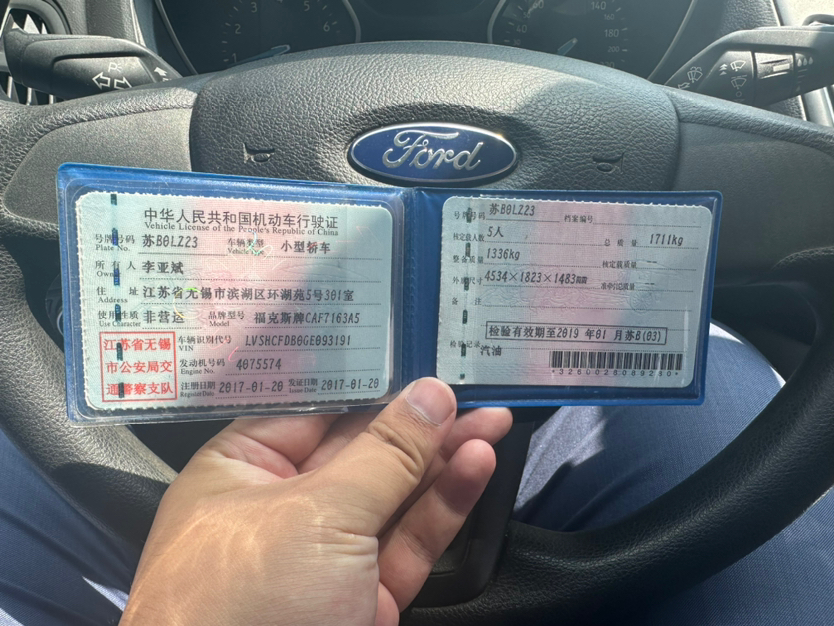 Ford
中华人民共和国机动车行驶证
Vehicle License of the People's Republic of China
号牌号码 苏B0LZ23 车辆类型 小型轿车
Plate No. Vehicle Type
所有人 李亚斌
Owner
住址 江苏省无锡市滨湖区环湖苑5号301室
Address
使用性质 非营运 品牌型号 福克斯牌CAF7163A5
Use Character Model
江苏省无锡
市公安局交
通警察支队
车辆识别代号 LVSHCFDB0GE093191
VIN
发动机号码 4075574
Engine No.
注册日期 2017-01-20 发证日期 2017-01-20
Register Date Issue Date
号牌号码 苏B0LZ23 档案编号
核定载人数 5人 总质量 1711kg
整备质量 1336kg 核定载质量 --
外廓尺寸 4534×1823×1483 准牵引总质量 --
备注
检验有效期至2019年01月苏B(03)
检验记录
汽油